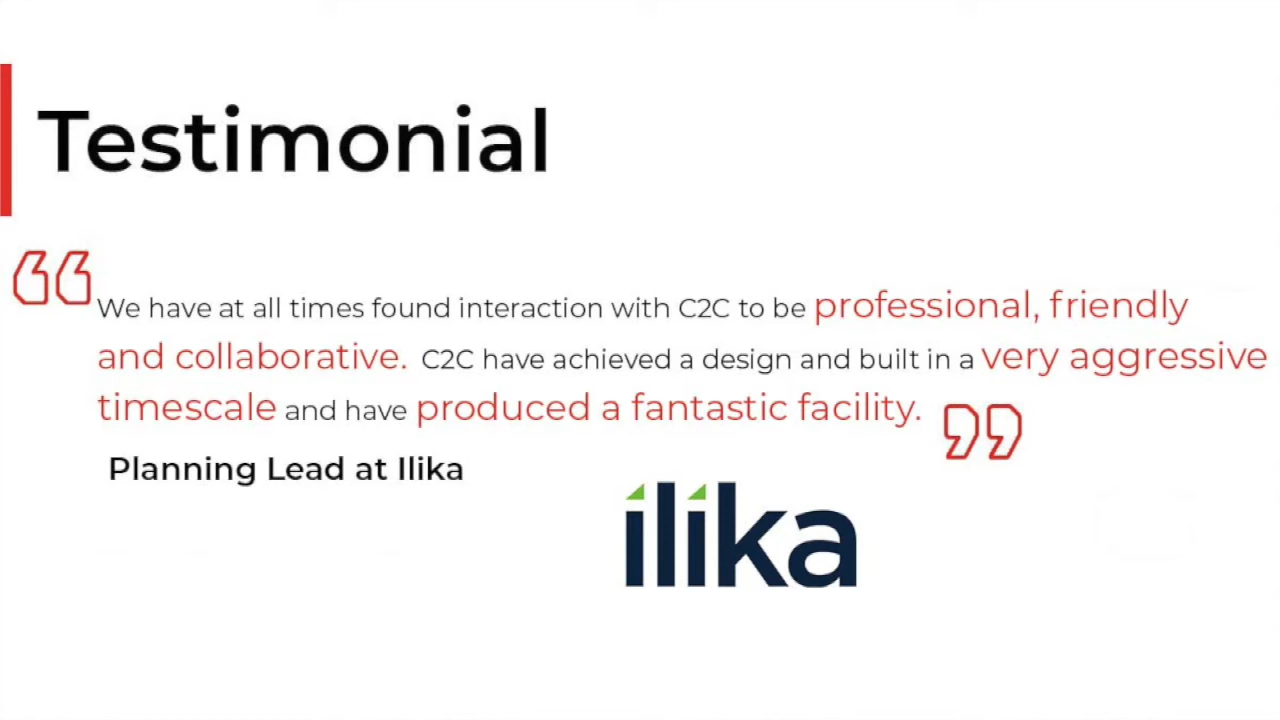 Testimonial
We have at all times found interaction with C2C to be professional, friendly
and collaborative. C2C have achieved a design and built in a very aggressive
timescale and have produced a fantastic facility.
Planning Lead at Ilika
ilika